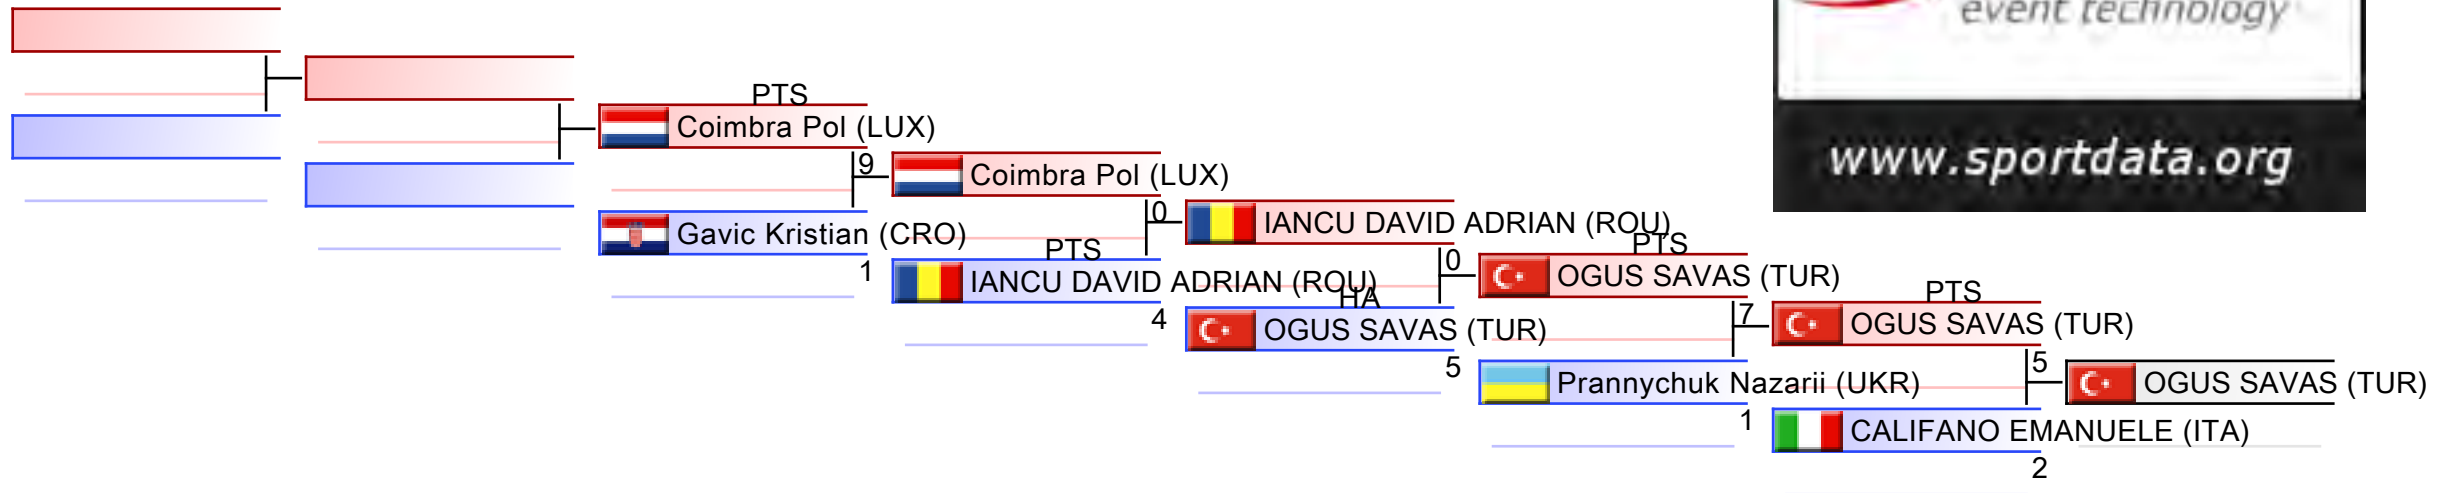 event technology
www.sportdata.org
PTS
Coimbra Pol (LUX)
9
Gavic Kristian (CRO)
1
Coimbra Pol (LUX)
0
PTS
IANCU DAVID ADRIAN (ROU)
4
IANCU DAVID ADRIAN (ROU)
0
HA
OGUS SAVAS (TUR)
5
PTS
OGUS SAVAS (TUR)
7
Prannychuk Nazarii (UKR)
1
PTS
OGUS SAVAS (TUR)
5
CALIFANO EMANUELE (ITA)
2
OGUS SAVAS (TUR)